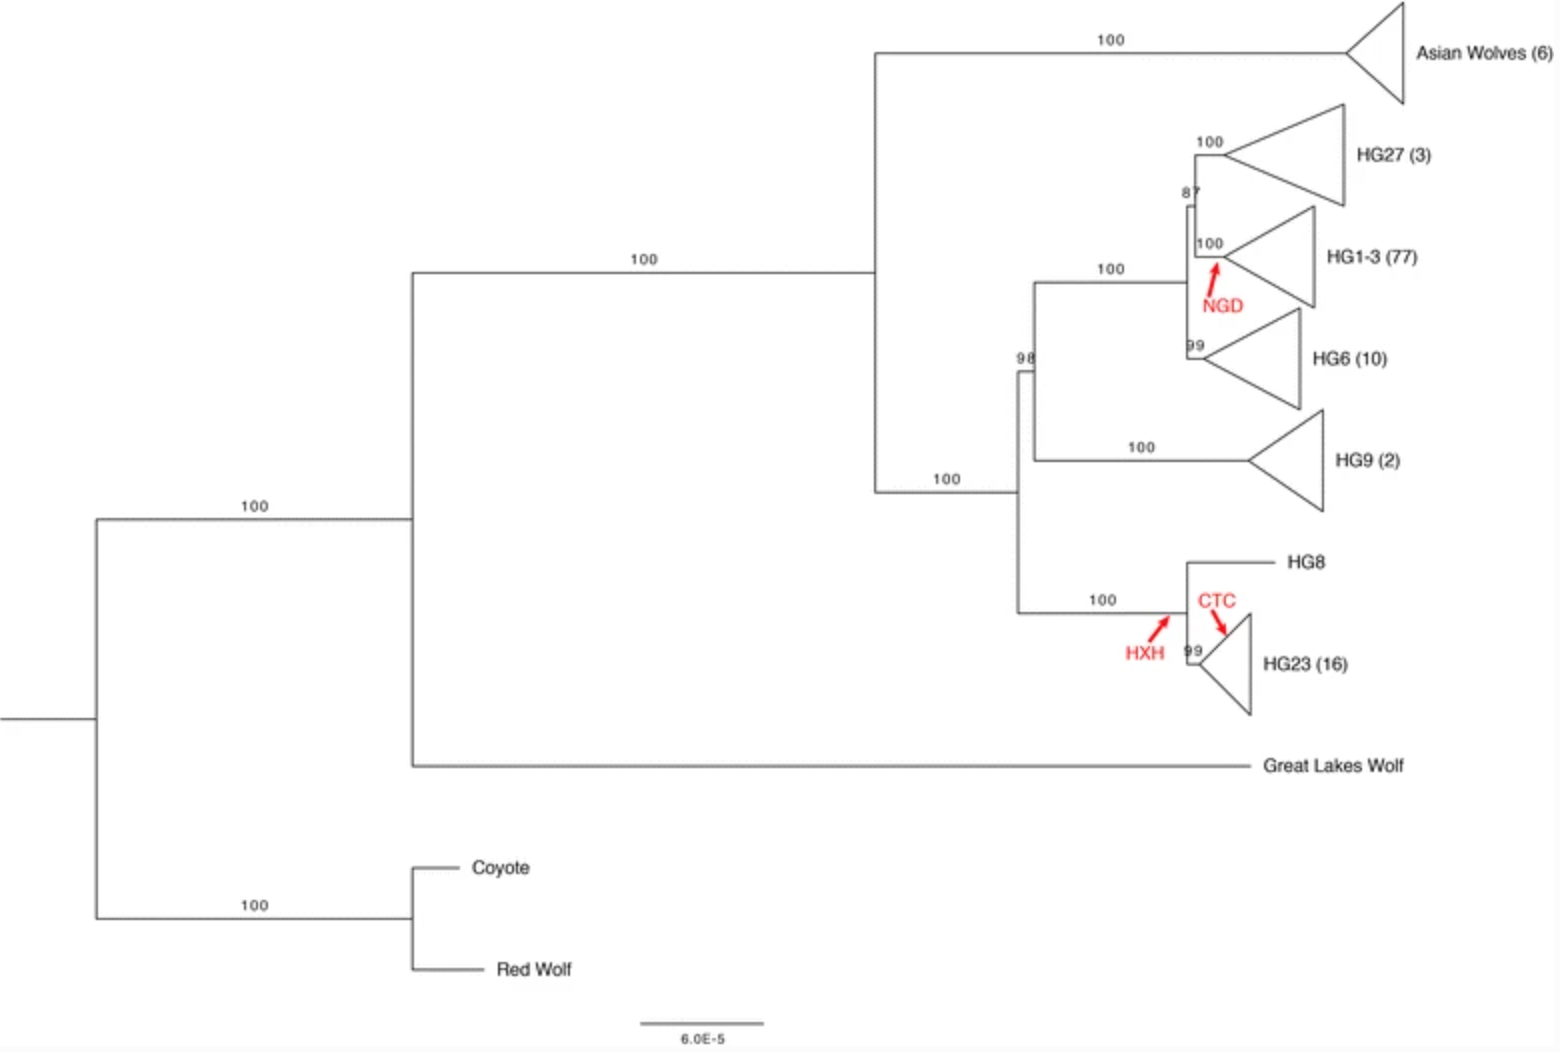 100
Asian Wolves (6)
100
HG27 (3)
87
100
HG1-3 (77)
100
100
NGD
99
HG6 (10)
98
100
HG9 (2)
100
100
HG8
100
CTC
HXH
99
HG23 (16)
Great Lakes Wolf
Coyote
100
Red Wolf
6.0E-5